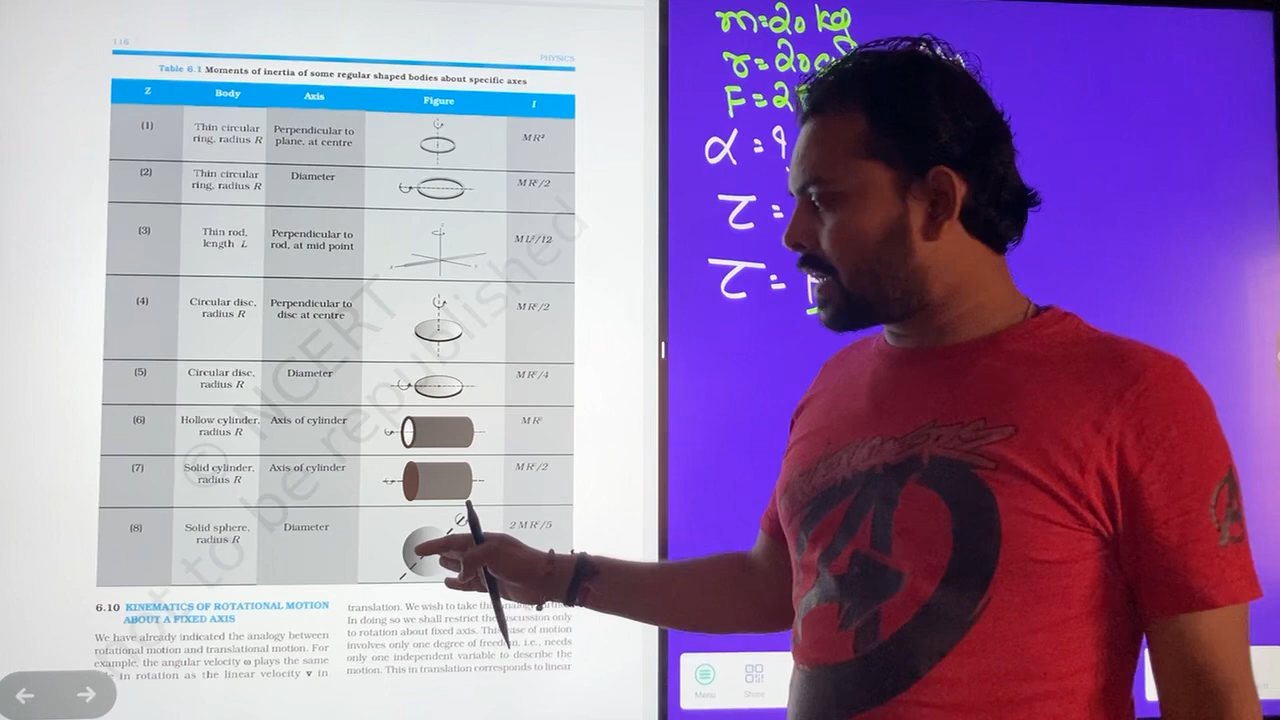 116
PHYSICS
Table 6.1 Moments of inertia of some regular shaped bodies about specific axes
Z Body Axis Figure I
(1) Thin circular ring, radius R Perpendicular to plane, at centre MR²
(2) Thin circular ring, radius R Diameter MR²/2
(3) Thin rod, length L Perpendicular to rod, at mid point ML²/12
(4) Circular disc, radius R Perpendicular to disc at centre MR²/2
(5) Circular disc, radius R Diameter MR²/4
(6) Hollow cylinder, radius R Axis of cylinder MR²
(7) Solid cylinder, radius R Axis of cylinder MR²/2
(8) Solid sphere, radius R Diameter 2 MR²/5
© NCERT
to be republished
6.10 KINEMATICS OF ROTATIONAL MOTION
ABOUT A FIXED AXIS
We have already indicated the analogy between
rotational motion and translational motion. For
example, the angular velocity ω plays the same
in rotation as the linear velocity v in
translation. We wish to take the analogy
In doing so we shall restrict the discussion only
to rotation about fixed axis. This case of motion
involves only one degree of freedom, i.e., needs
only one independent variable to describe the
motion. This in translation corresponds to linear
m=20 kg
r=20
F=2
α=?
τ=
τ=
Menu
Share
A